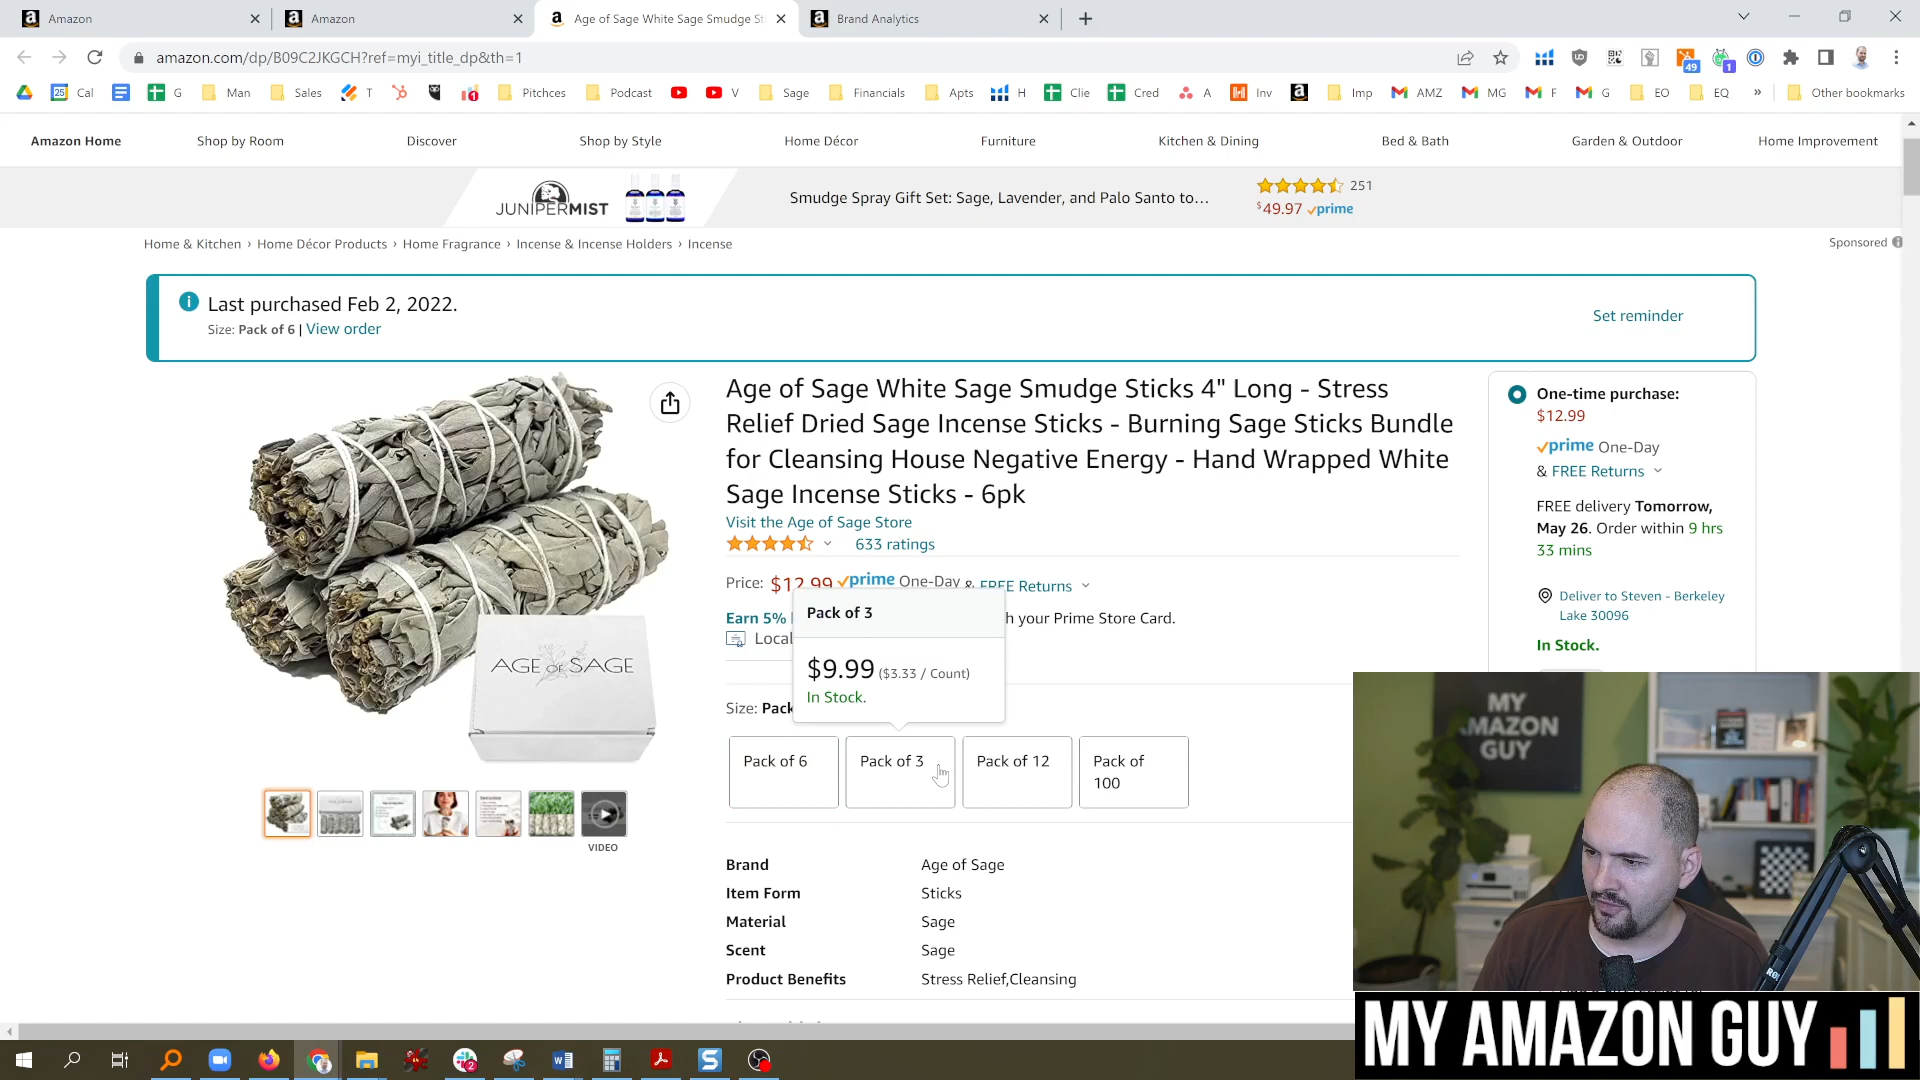 Amazon
Amazon
Age of Sage White Sage Smudge St
Brand Analytics
amazon.com/dp/B09C2JKGCH?ref=myi_title_dp&th=1
49
1
25
Cal
G
Man
Sales
T
1
Pitchces
Podcast
V
Sage
Financials
Apts
H
Clie
Cred
A
Inv
Imp
AMZ
MG
F
G
EO
EQ
»
Other bookmarks
Amazon Home
Shop by Room
Discover
Shop by Style
Home Décor
Furniture
Kitchen & Dining
Bed & Bath
Garden & Outdoor
Home Improvement
JUNIPERMIST
Smudge Spray Gift Set: Sage, Lavender, and Palo Santo to...
251
$49.97 prime
Home & Kitchen › Home Décor Products › Home Fragrance › Incense & Incense Holders › Incense
Sponsored
Last purchased Feb 2, 2022.
Size: Pack of 6 | View order
Set reminder
Age of Sage White Sage Smudge Sticks 4" Long - Stress
Relief Dried Sage Incense Sticks - Burning Sage Sticks Bundle
for Cleansing House Negative Energy - Hand Wrapped White
Sage Incense Sticks - 6pk
Visit the Age of Sage Store
633 ratings
Price: $12.99 prime One-Day & FREE Returns
Earn 5%
h your Prime Store Card.
Local
Pack of 3
$9.99 ($3.33 / Count)
In Stock.
Size: Pack
Pack of 6
Pack of 3
Pack of 12
Pack of
100
AGE OF SAGE
VIDEO
Brand Age of Sage
Item Form Sticks
Material Sage
Scent Sage
Product Benefits Stress Relief,Cleansing
One-time purchase:
$12.99
prime One-Day
& FREE Returns
FREE delivery Tomorrow,
May 26. Order within 9 hrs
33 mins
Deliver to Steven - Berkeley
Lake 30096
In Stock.
MY
AMAZON
GUY
MY AMAZON GUY